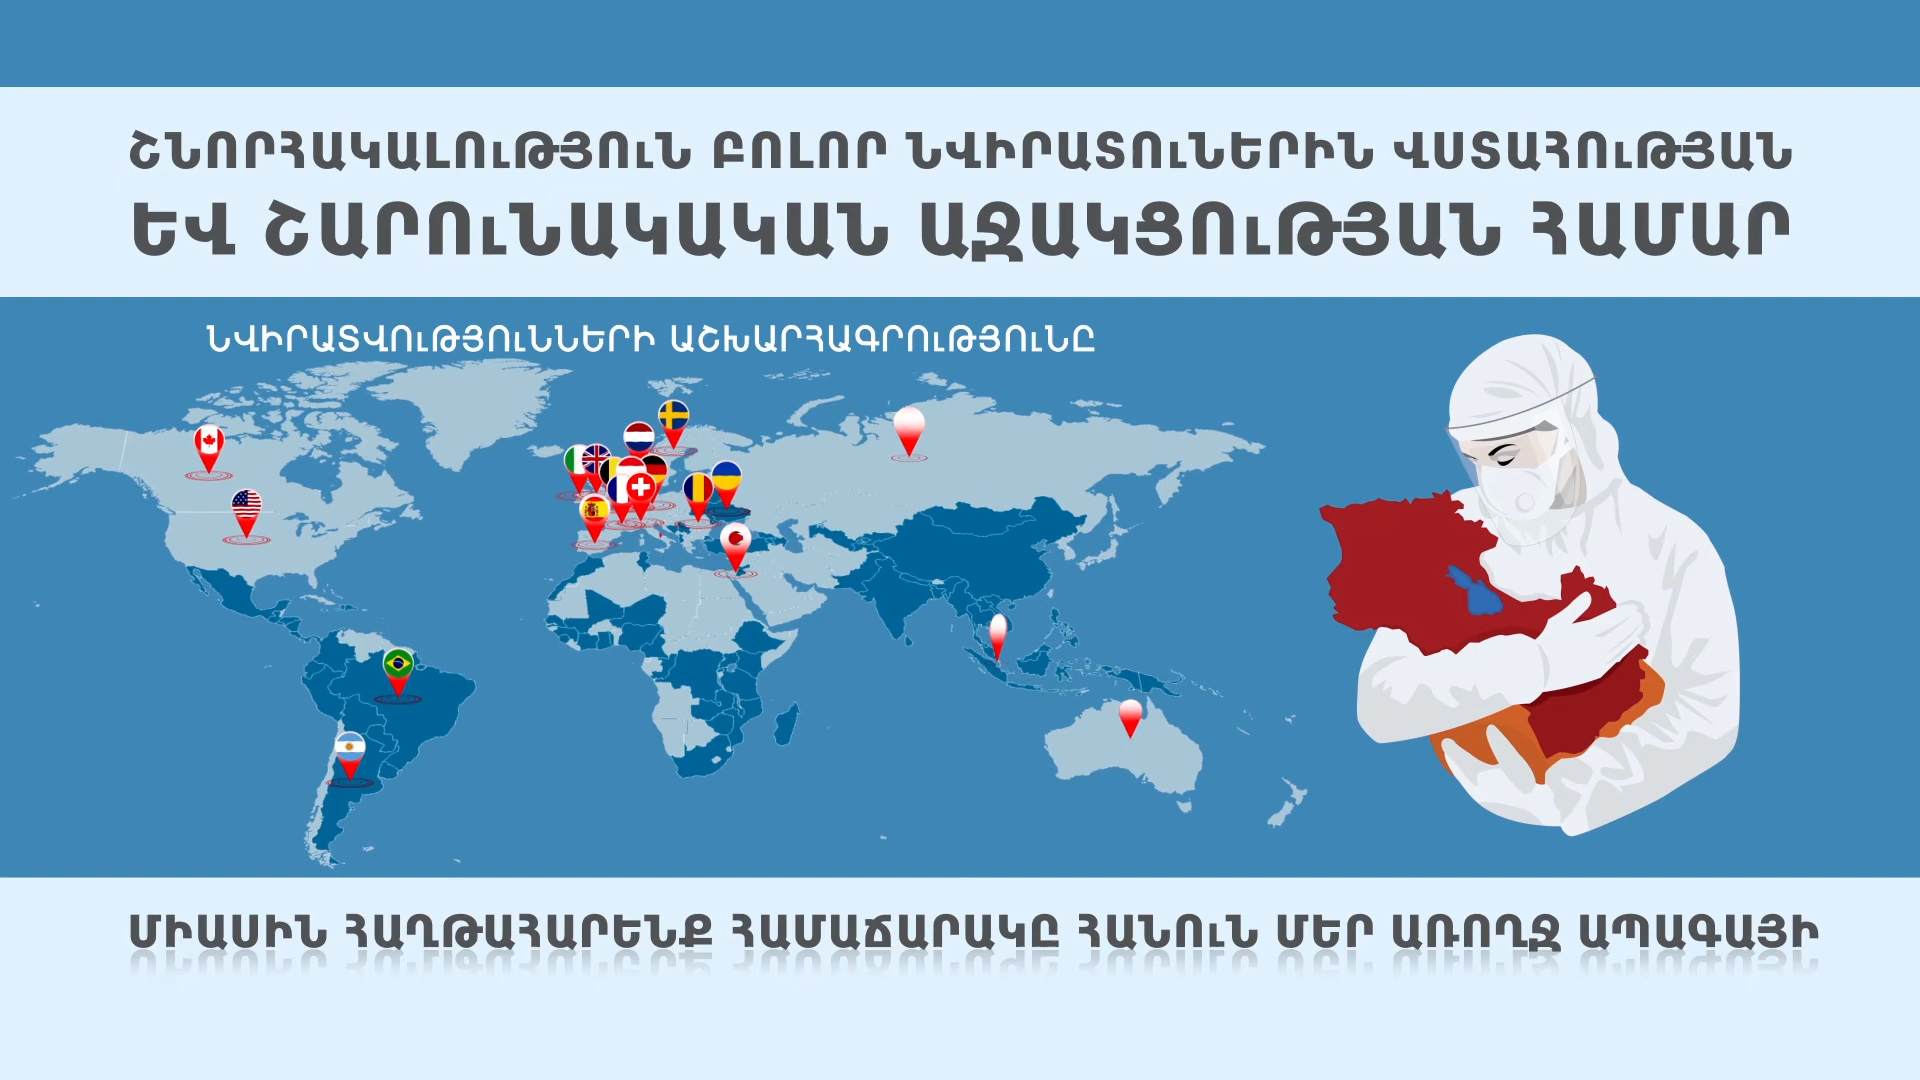 ՇՆՈՐՀԱԿԱԼՈւԹՅՈւՆ ԲՈԼՈՐ ՆՎԻՐԱՏՈւՆԵՐԻՆ ՎՍՏԱՀՈւԹՅԱՆ
ԵՎ ՇԱՐՈւՆԱԿԱԿԱՆ ԱՋԱԿՑՈւԹՅԱՆ ՀԱՄԱՐ
ՆՎԻՐԱՏՎՈւԹՅՈւՆՆԵՐԻ ԱՇԽԱՐՀԱԳՐՈւԹՅՈւՆԸ
ՄԻԱՍԻՆ ՀԱՂԹԱՀԱՐԵՆՔ ՀԱՄԱՃԱՐԱԿԸ ՀԱՆՈւՆ ՄԵՐ ԱՌՈՂՋ ԱՊԱԳԱՅԻ